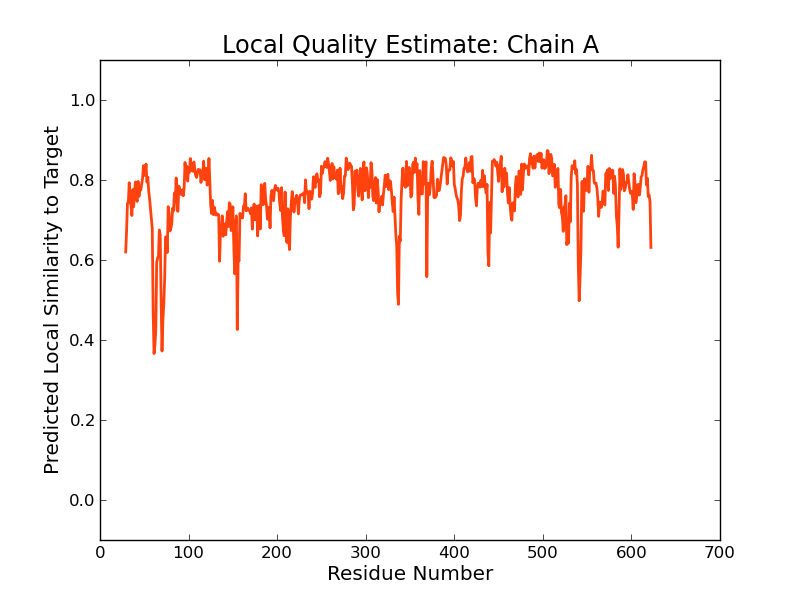 Local Quality Estimate: Chain A
Predicted Local Similarity to Target
1.0
0.8
0.6
0.4
0.2
0.0
0 100 200 300 400 500 600 700
Residue Number